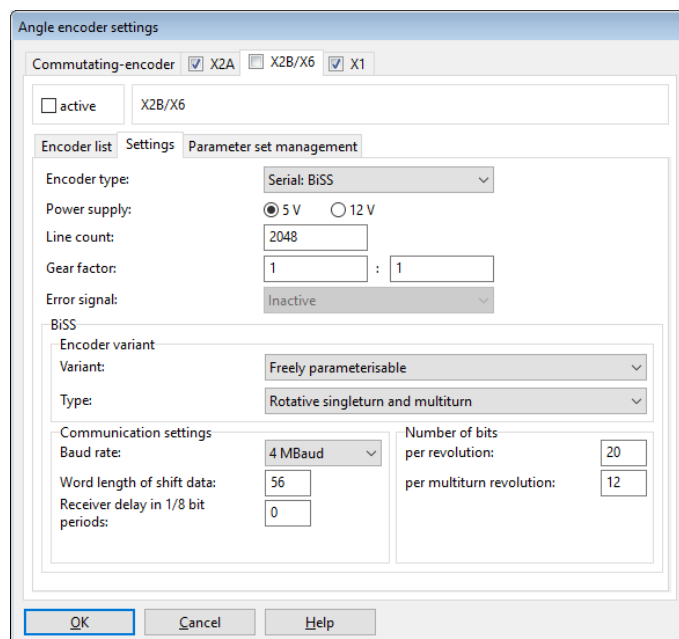 Angle encoder settings
Commutating-encoder X2A X2B/X6 X1
active X2B/X6
Encoder list Settings Parameter set management
Encoder type: Serial: BiSS
Power supply: 5 V 12 V
Line count: 2048
Gear factor: 1 : 1
Error signal: Inactive
BiSS
Encoder variant
Variant: Freely parameterisable
Type: Rotative singleturn and multiturn
Communication settings Number of bits
Baud rate: 4 MBaud per revolution: 20
Word length of shift data: 56 per multiturn revolution: 12
Receiver delay in 1/8 bit
periods: 0
OK Cancel Help